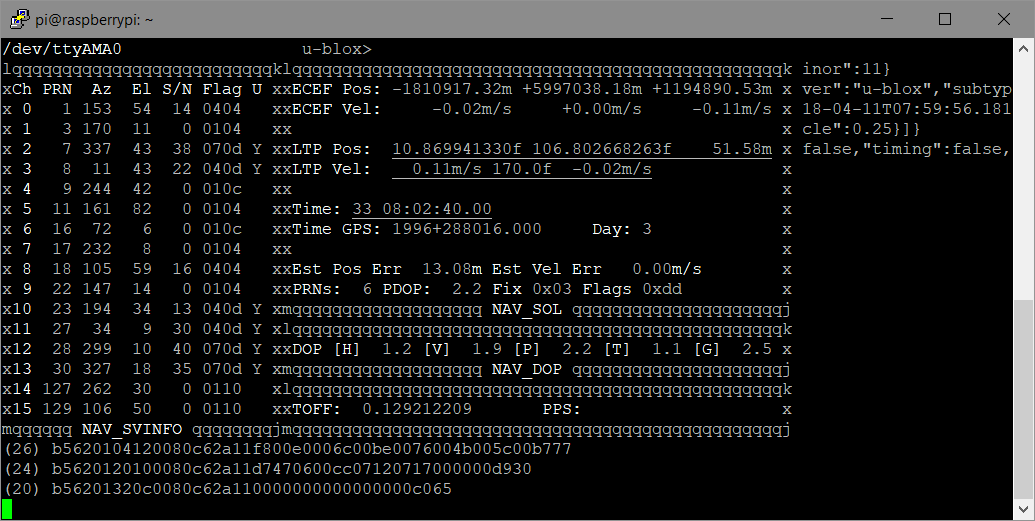 pi@raspberrypi: ~
/dev/ttyAMA0                  u-blox>
lqqqqqqqqqqqqqqqqqqqqqqqqqqklqqqqqqqqqqqqqqqqqqqqqqqqqqqqqqqqqqqqqqqqqqqqqqqqqk inor":11}
xCh PRN  Az  El S/N Flag U xxECEF Pos: -1810917.32m +5997038.18m +1194890.53m x ver":"u-blox","subtyp
x 0   1 153  54  14 0404   xxECEF Vel:     -0.02m/s     +0.00m/s     -0.11m/s x 18-04-11T07:59:56.181
x 1   3 170  11   0 0104   xx                                                 x cle":0.25}]}
x 2   7 337  43  38 070d Y xxLTP Pos:  10.869941330f 106.802668263f    51.58m x false,"timing":false,
x 3   8  11  43  22 040d Y xxLTP Vel:    0.11m/s 170.0f  -0.02m/s             x
x 4   9 244  42   0 010c   xx                                                 x
x 5  11 161  82   0 0104   xxTime: 33 08:02:40.00                             x
x 6  16  72   6   0 010c   xxTime GPS: 1996+288016.000     Day: 3             x
x 7  17 232   8   0 0104   xx                                                 x
x 8  18 105  59  16 0404   xxEst Pos Err  13.08m Est Vel Err   0.00m/s        x
x 9  22 147  14   0 0104   xxPRNs:  6 PDOP:  2.2 Fix 0x03 Flags 0xdd          x
x10  23 194  34  13 040d Y xmqqqqqqqqqqqqqqqqqqq NAV_SOL qqqqqqqqqqqqqqqqqqqqqj
x11  27  34   9  30 040d Y xlqqqqqqqqqqqqqqqqqqqqqqqqqqqqqqqqqqqqqqqqqqqqqqqqqk
x12  28 299  10  40 070d Y xxDOP [H]  1.2 [V]  1.9 [P]  2.2 [T]  1.1 [G]  2.5 x
x13  30 327  18  35 070d Y xmqqqqqqqqqqqqqqqqqqq NAV_DOP qqqqqqqqqqqqqqqqqqqqqj
x14 127 262  30   0 0110   xlqqqqqqqqqqqqqqqqqqqqqqqqqqqqqqqqqqqqqqqqqqqqqqqqqk
x15 129 106  50   0 0110   xxTOFF:  0.129212209       PPS:                    x
mqqqqqq NAV_SVINFO qqqqqqqqjmqqqqqqqqqqqqqqqqqqqqqqqqqqqqqqqqqqqqqqqqqqqqqqqqqj
(26) b5620104120080c62a11f800e0006c00be0076004b005c00b777
(24) b5620120100080c62a11d7470600cc07120717000000d930
(20) b56201320c0080c62a110000000000000000c065